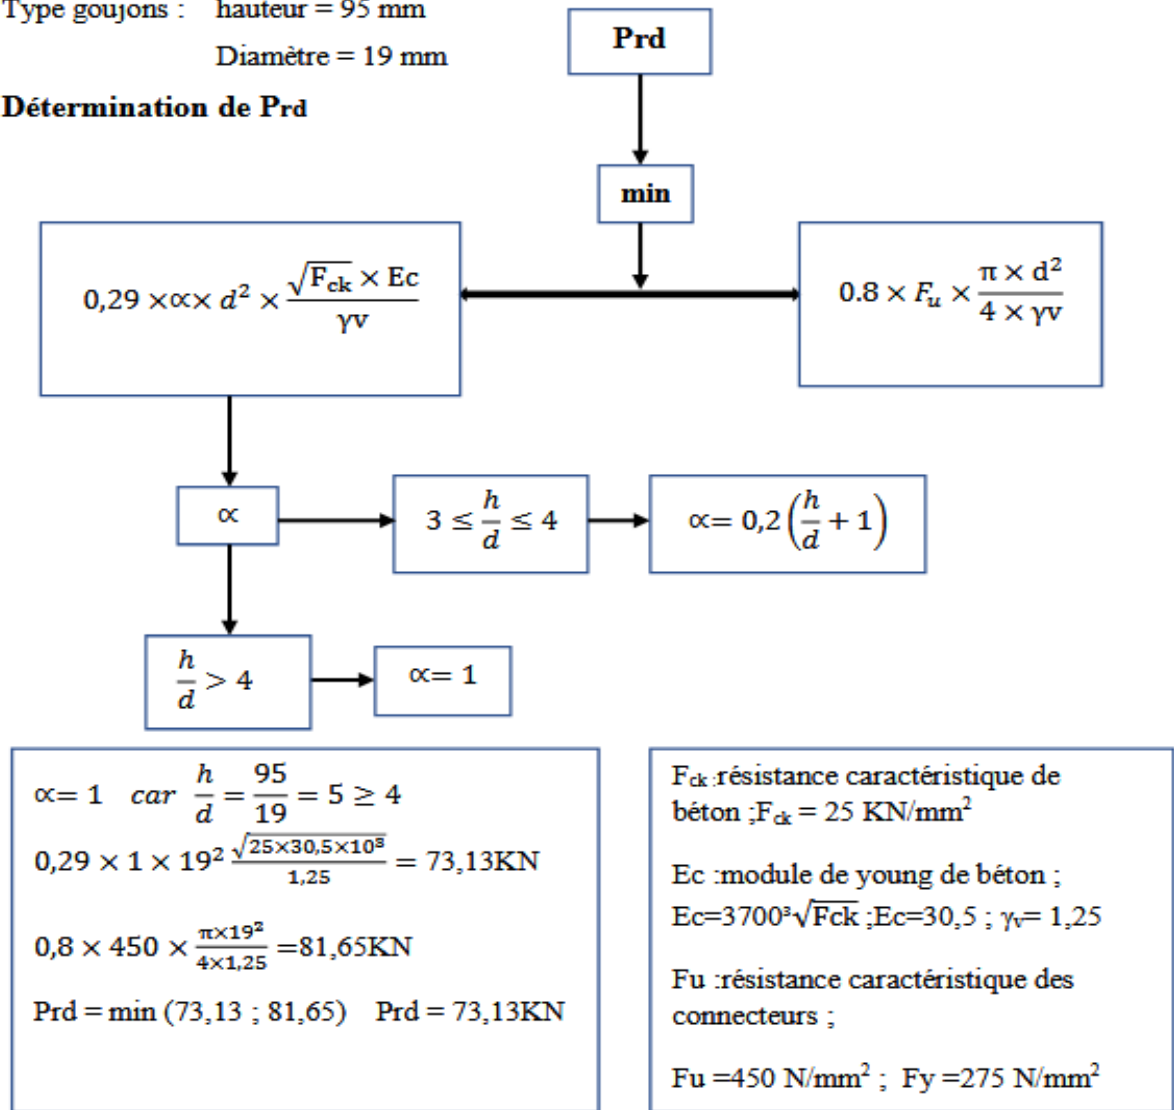 Type goujons : hauteur = 95 mm
Diamètre = 19 mm
Prd
Détermination de Prd
min
0,29 ×∝× d² × (√F_ck × Ec)/γv
0.8 × F_u × (π × d²)/(4 × γv)
∝
3 ≤ h/d ≤ 4
∝= 0,2(h/d + 1)
h/d > 4
∝= 1
∝= 1 car h/d = 95/19 = 5 ≥ 4
0,29 × 1 × 19² √(25×30,5×10³)/1,25 = 73,13KN
0,8 × 450 × (π×19²)/(4×1,25) =81,65KN
Prd = min (73,13 ; 81,65) Prd = 73,13KN
F_ck :résistance caractéristique de
béton ;F_ck = 25 KN/mm²
Ec :module de young de béton ;
Ec=3700³√Fck ;Ec=30,5 ; γv= 1,25
Fu :résistance caractéristique des
connecteurs ;
Fu =450 N/mm² ; Fy =275 N/mm²